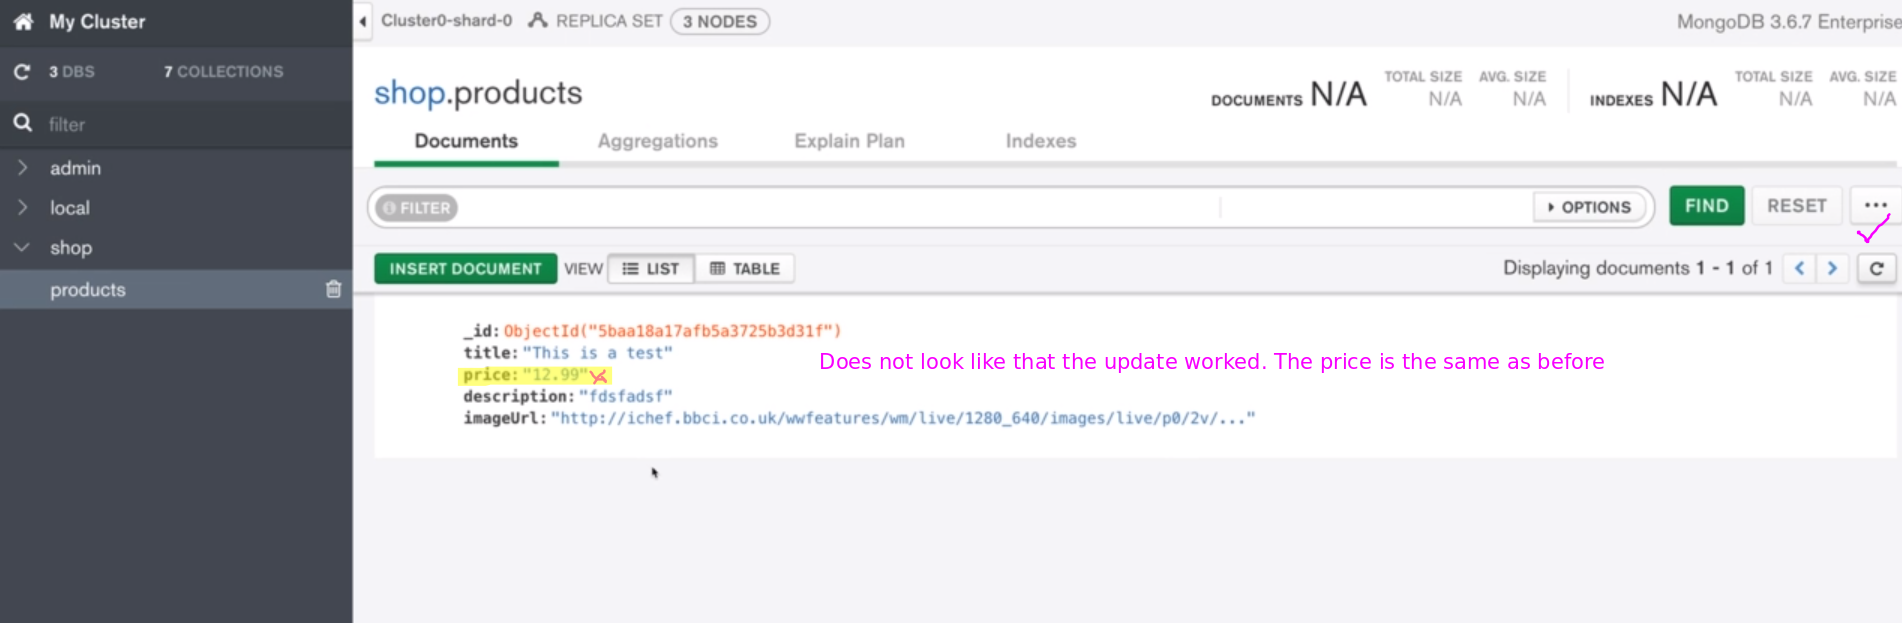 My Cluster
Cluster0-shard-0 REPLICA SET 3 NODES
MongoDB 3.6.7 Enterprise
3 DBS 7 COLLECTIONS
filter
admin
local
shop
products
shop.products
DOCUMENTS N/A TOTAL SIZE N/A AVG. SIZE N/A
INDEXES N/A TOTAL SIZE N/A AVG. SIZE N/A
Documents Aggregations Explain Plan Indexes
FILTER OPTIONS FIND RESET ...
INSERT DOCUMENT VIEW LIST TABLE
Displaying documents 1 - 1 of 1
_id: ObjectId("5baa18a17afb5a3725b3d31f")
title: "This is a test"
price: "12.99"
description: "fdsfadsf"
imageUrl: "http://ichef.bbci.co.uk/wwfeatures/wm/live/1280_640/images/live/p0/2v/..."
Does not look like that the update worked. The price is the same as before